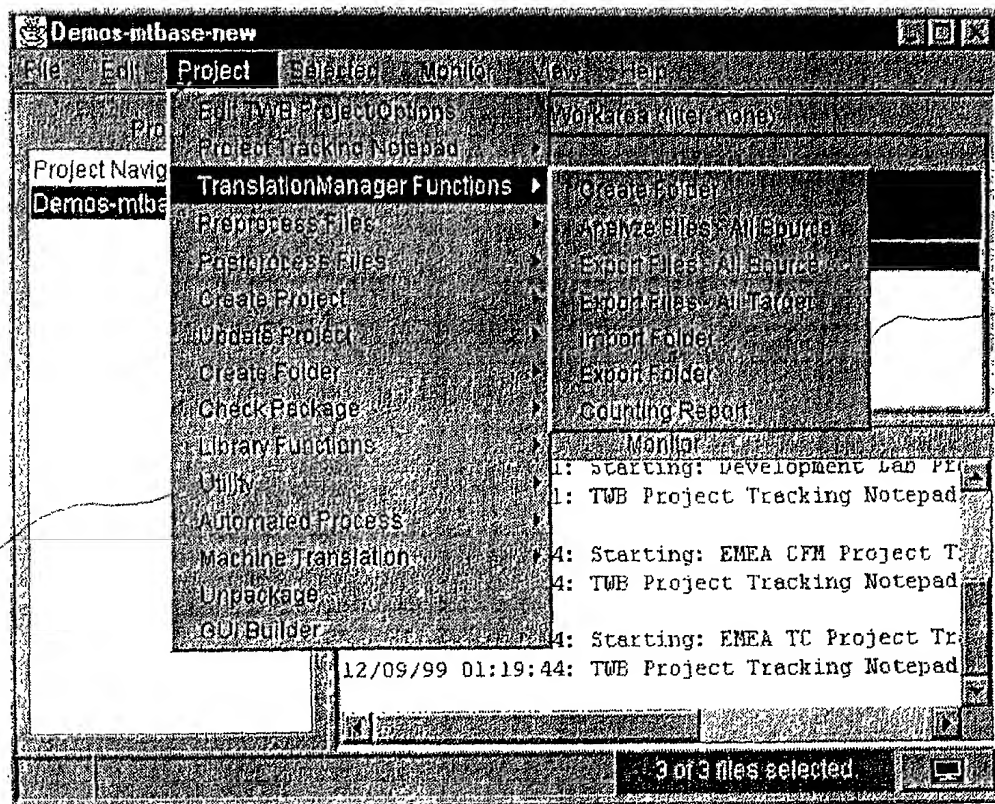 Demos-mtbase-new
File Edit Project Selected Monitor View Help
Edit TWB Project Options
Project Tracking Notepad
TranslationManager Functions
Preprocess Files
Postprocess Files
Create Project
Update Project
Create Folder
Check Package
Library Functions
Utility
Automated Process
Machine Translation
Unpackage
GUI Builder
Create Folder
Analyze Files - All Source
Export Files - All Source
Export Files - All Target
Import Folder
Export Folder
Counting Report
Pro
Project Navig
Demos-mtba
Workarea (filter: none)
Monitor
1: Starting: Development Lab Pr
1: TWB Project Tracking Notepad
4: Starting: EMEA CFM Project T
4: TWB Project Tracking Notepad
4: Starting: EMEA TC Project Tr
12/09/99 01:19:44: TWB Project Tracking Notepad
3 of 3 files selected.